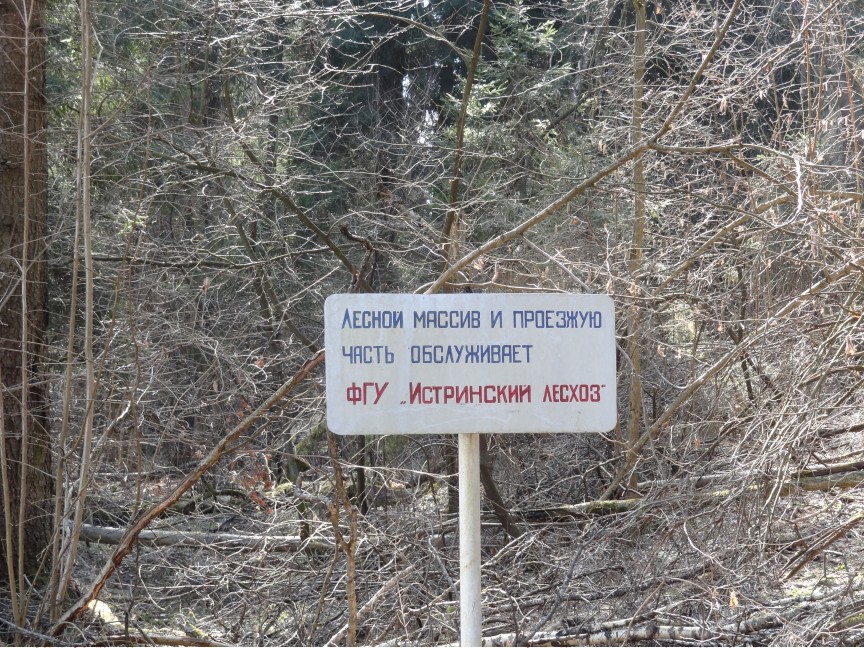 Лесной массив и проезжую
часть обслуживает
ФГУ „Истринский лесхоз"